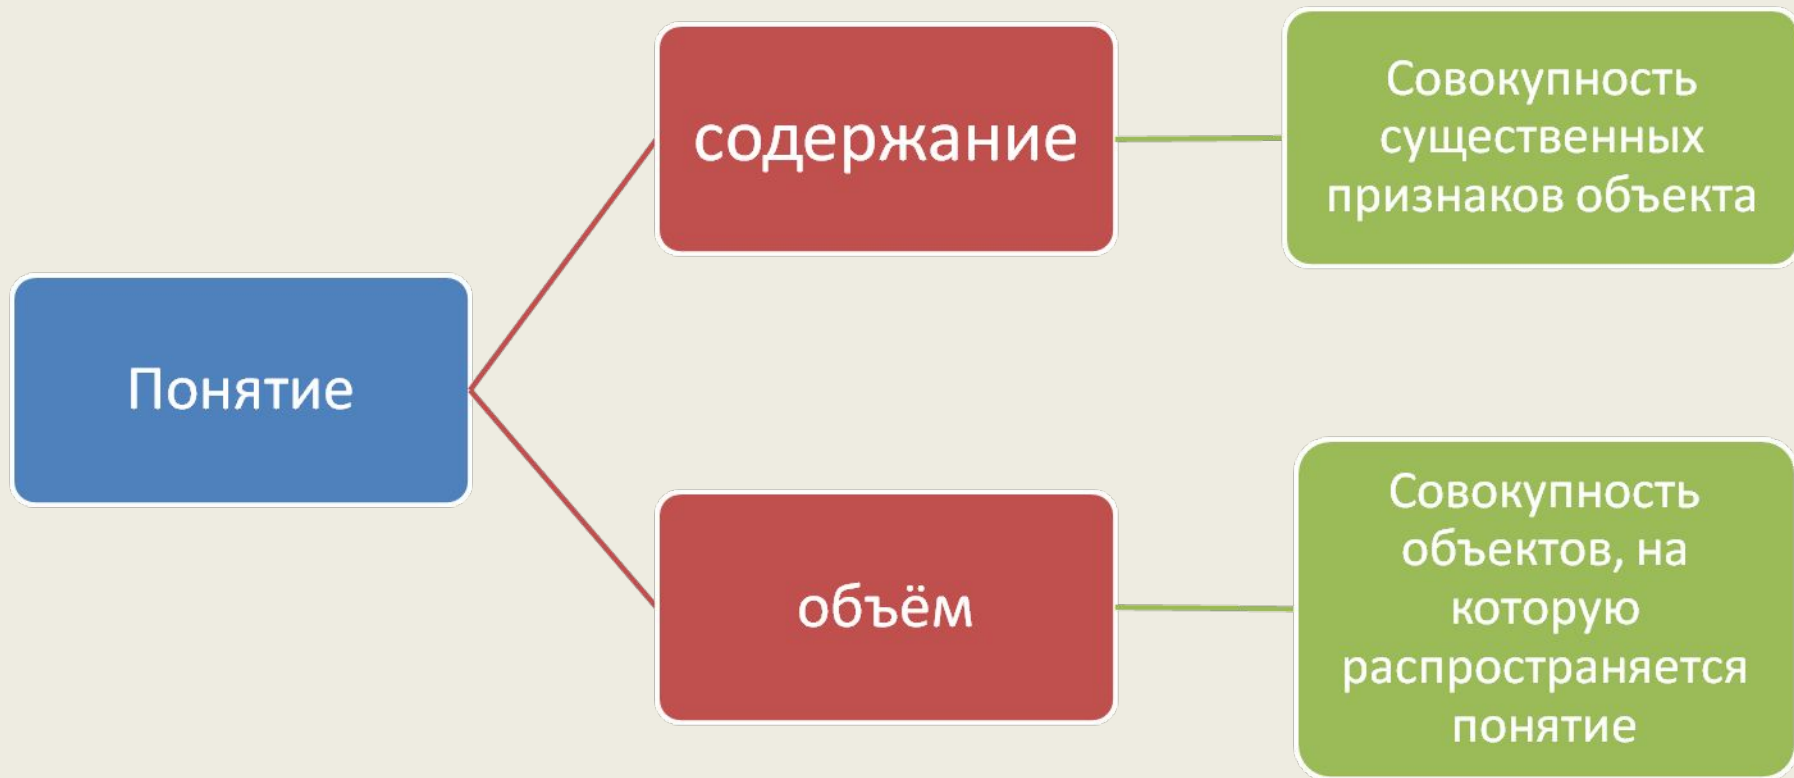 Понятие
содержание
Совокупность
существенных
признаков объекта
объём
Совокупность
объектов, на
которую
распространяется
понятие